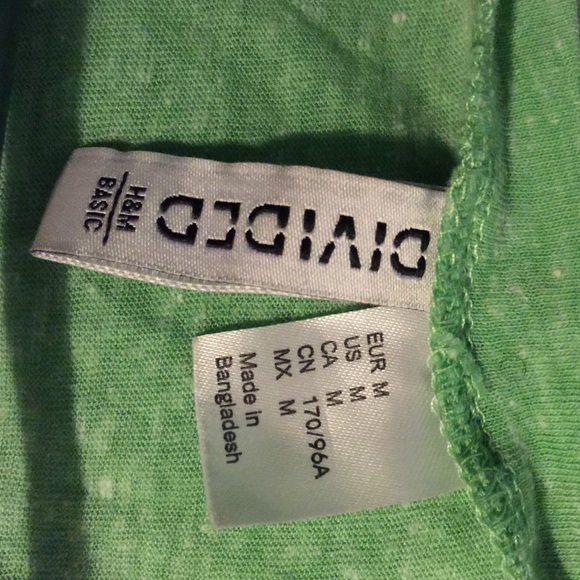 DIVIDED
H&M
BASIC
EUR M
US M
CA M
CN 170/96A
MX M
Made in
Bangladesh